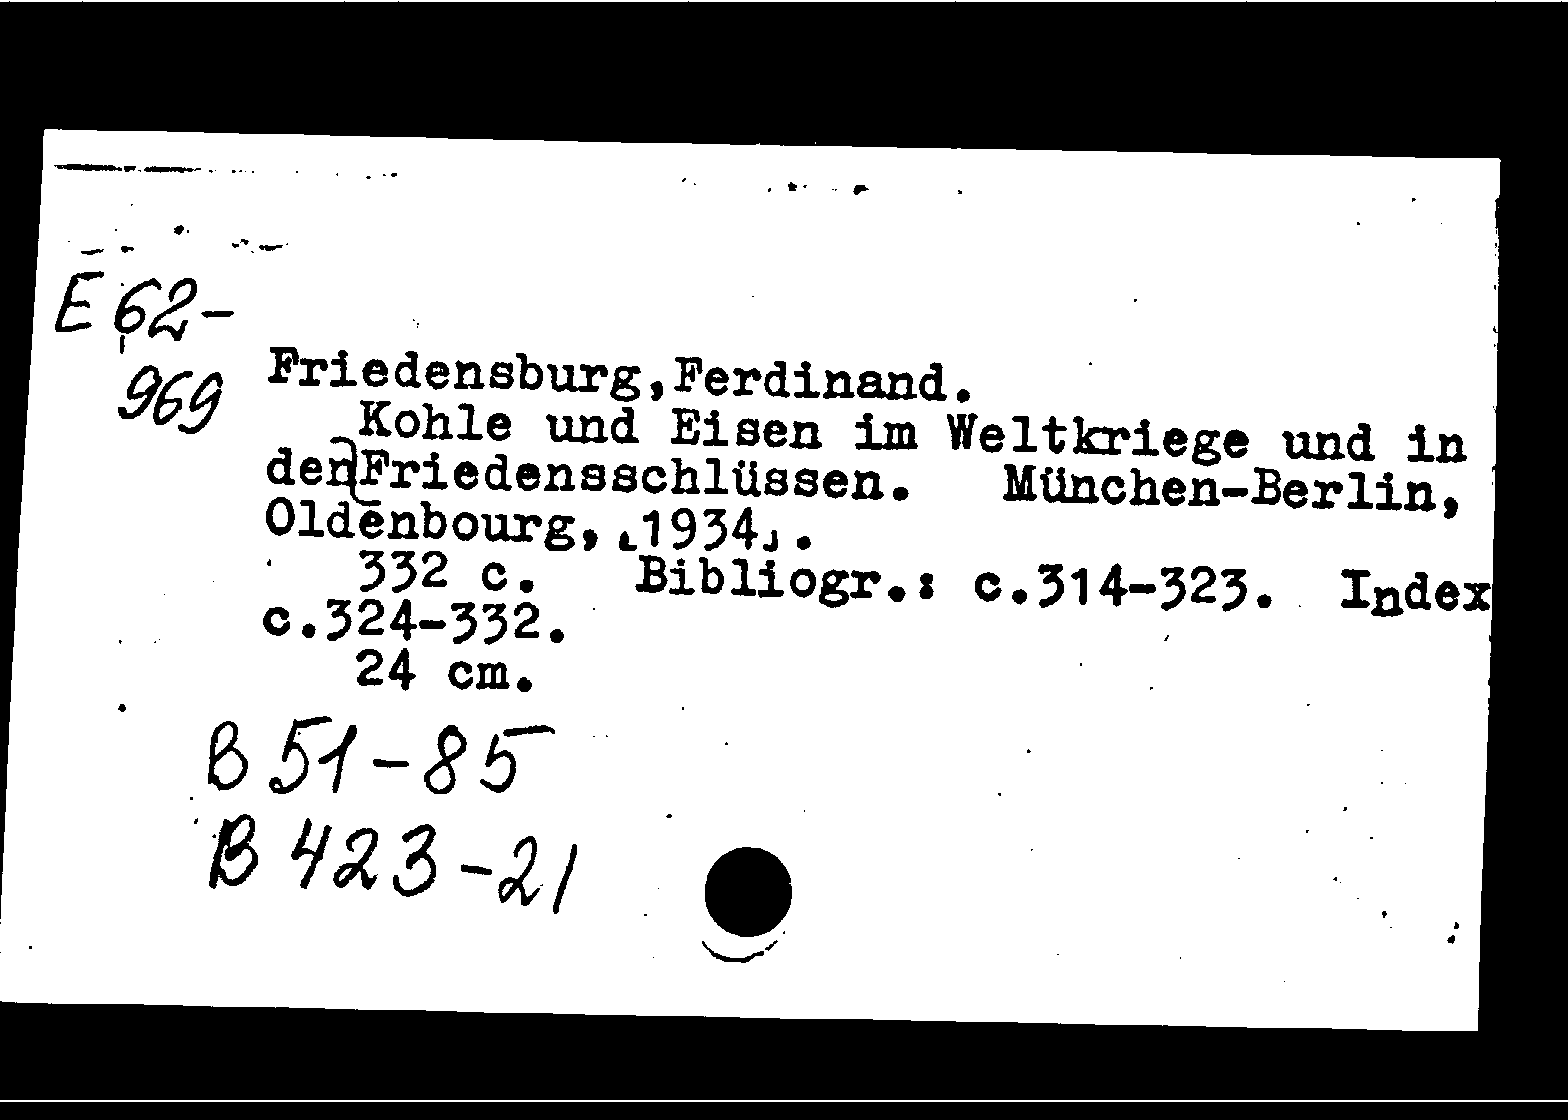 E 62-
969
Friedensburg,Ferdinand.
Kohle und Eisen im Weltkriege und in
den Friedensschlüssen. München-Berlin,
Oldenbourg, [1934].
332 c. Bibliogr.: c.314-323. Index
c.324-332.
24 cm.
B 51-85
B 423-21